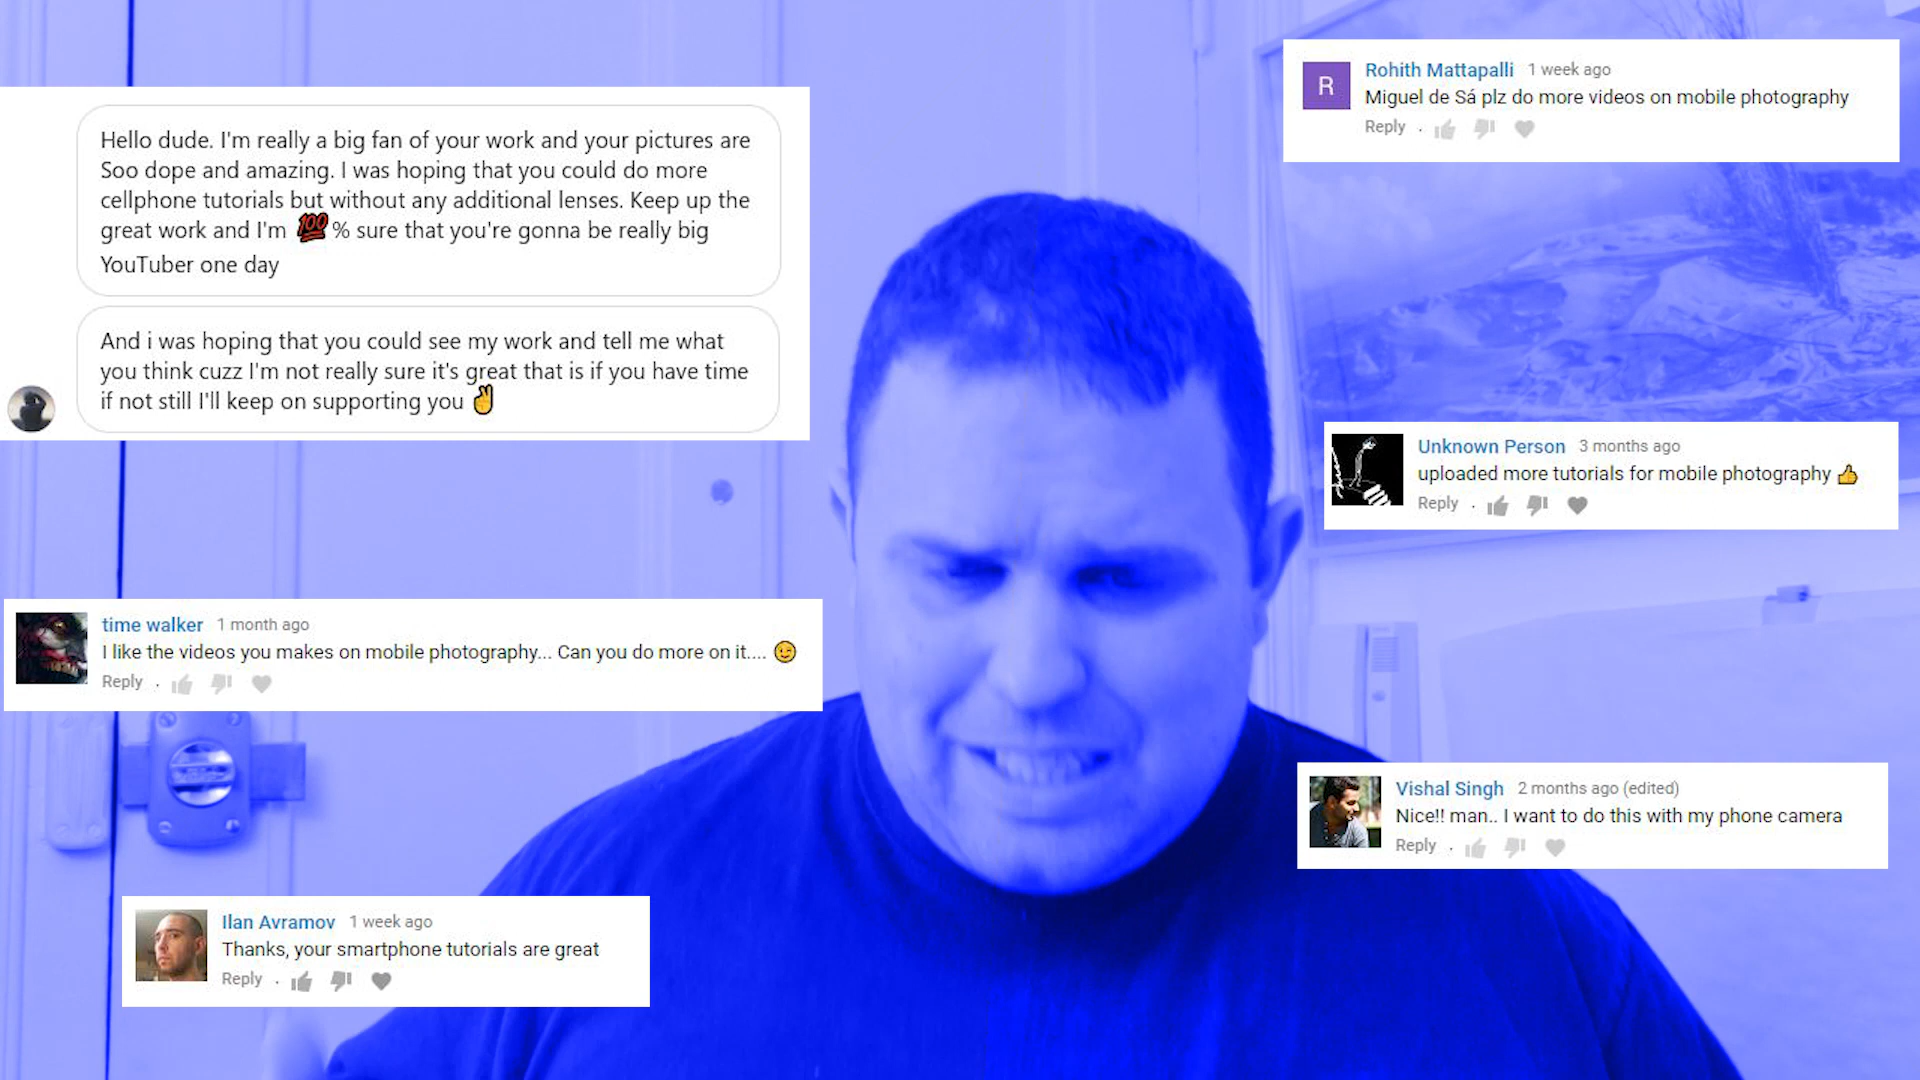 Hello dude. I'm really a big fan of your work and your pictures are
Soo dope and amazing. I was hoping that you could do more
cellphone tutorials but without any additional lenses. Keep up the
great work and I'm 💯 % sure that you're gonna be really big
YouTuber one day
And i was hoping that you could see my work and tell me what
you think cuzz I'm not really sure it's great that is if you have time
if not still I'll keep on supporting you ✌
R
Rohith Mattapalli 1 week ago
Miguel de Sá plz do more videos on mobile photography
Reply
Unknown Person 3 months ago
uploaded more tutorials for mobile photography 👍
Reply
time walker 1 month ago
I like the videos you makes on mobile photography... Can you do more on it.... 😉
Reply
Vishal Singh 2 months ago (edited)
Nice!! man.. I want to do this with my phone camera
Reply
Ilan Avramov 1 week ago
Thanks, your smartphone tutorials are great
Reply